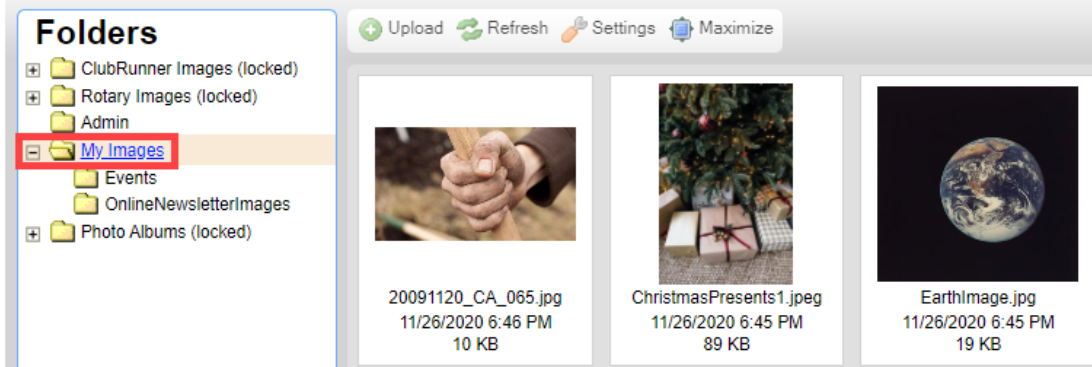 Folders
ClubRunner Images (locked)
Rotary Images (locked)
Admin
My Images
Events
OnlineNewsletterImages
Photo Albums (locked)
Upload Refresh Settings Maximize
20091120_CA_065.jpg
11/26/2020 6:46 PM
10 KB
ChristmasPresents1.jpeg
11/26/2020 6:45 PM
89 KB
EarthImage.jpg
11/26/2020 6:45 PM
19 KB